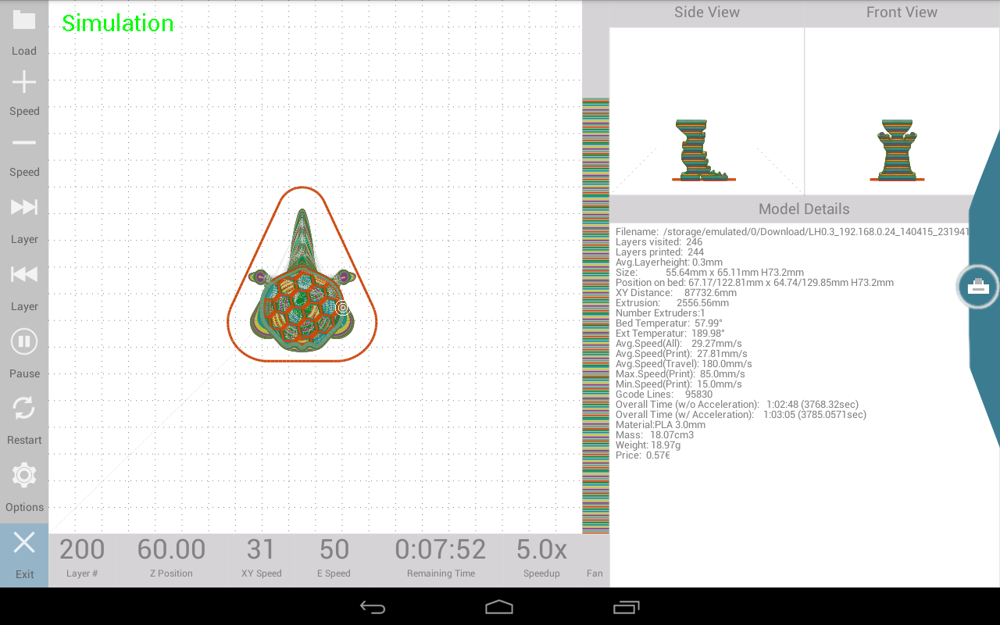 Simulation
Load
Speed
Speed
Layer
Layer
Pause
Restart
Options
Exit
200
Layer #
60.00
Z Position
31
XY Speed
50
E Speed
0:07:52
Remaining Time
5.0x
Speedup
Fan
Side View
Front View
Model Details
Filename: /storage/emulated/0/Download/LH0.3_192.168.0.24_140415_231941
Layers visited: 246
Layers printed: 244
Avg.Layerheight: 0.3mm
Size: 55.64mm x 65.11mm H73.2mm
Position on bed: 67.17/122.81mm x 64.74/129.85mm H73.2mm
XY Distance: 87732.6mm
Extrusion: 2556.56mm
Number Extruders:1
Bed Temperatur: 57.99°
Ext Temperatur: 189.98°
Avg.Speed(All): 29.27mm/s
Avg.Speed(Print): 27.81mm/s
Avg.Speed(Travel): 180.0mm/s
Max.Speed(Print): 85.0mm/s
Min.Speed(Print): 15.0mm/s
Gcode Lines: 95830
Overall Time (w/o Acceleration): 1:02:48 (3768.32sec)
Overall Time (w/ Acceleration): 1:03:05 (3785.0571sec)
Material:PLA 3.0mm
Mass: 18.07cm3
Weight: 18.97g
Price: 0.57€